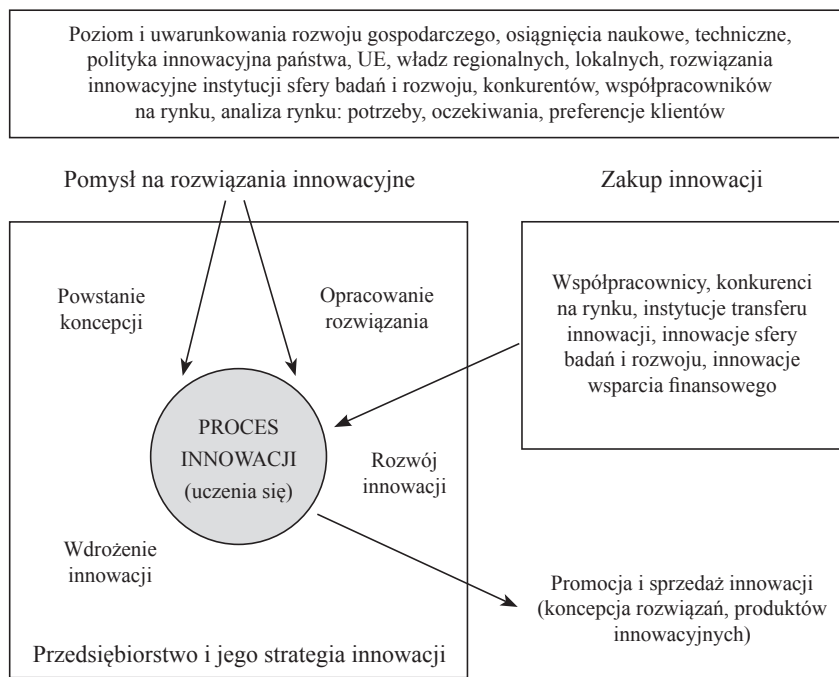 Poziom i uwarunkowania rozwoju gospodarczego, osiągnięcia naukowe, techniczne,
polityka innowacyjna państwa, UE, władz regionalnych, lokalnych, rozwiązania
innowacyjne instytucji sfery badań i rozwoju, konkurentów, współpracowników
na rynku, analiza rynku: potrzeby, oczekiwania, preferencje klientów
Pomysł na rozwiązania innowacyjne
Zakup innowacji
Powstanie
koncepcji
Opracowanie
rozwiązania
Współpracownicy, konkurenci
na rynku, instytucje transferu
innowacji, innowacje sfery
badań i rozwoju, innowacje
wsparcia finansowego
PROCES
INNOWACJI
(uczenia się)
Rozwój
innowacji
Wdrożenie
innowacji
Promocja i sprzedaż innowacji
(koncepcja rozwiązań, produktów
innowacyjnych)
Przedsiębiorstwo i jego strategia innowacji